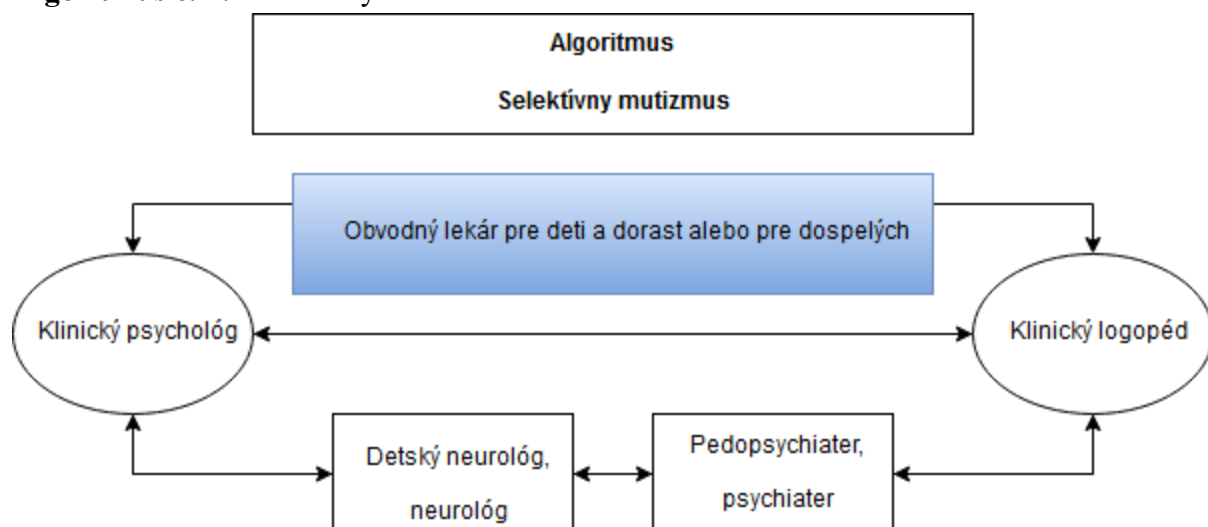 Algoritmus
Selektívny mutizmus
Obvodný lekár pre deti a dorast alebo pre dospelých
Klinický psychológ
Klinický logopéd
Detský neurológ,
neurológ
Pedopsychiater,
psychiater